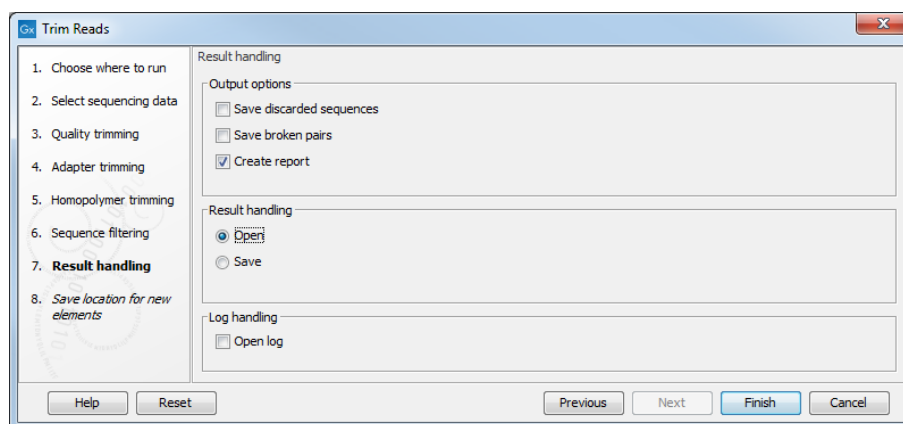 Gx Trim Reads
1. Choose where to run
2. Select sequencing data
3. Quality trimming
4. Adapter trimming
5. Homopolymer trimming
6. Sequence filtering
7. Result handling
8. Save location for new
elements
Result handling
Output options
Save discarded sequences
Save broken pairs
Create report
Result handling
Open
Save
Log handling
Open log
Help Reset Previous Next Finish Cancel